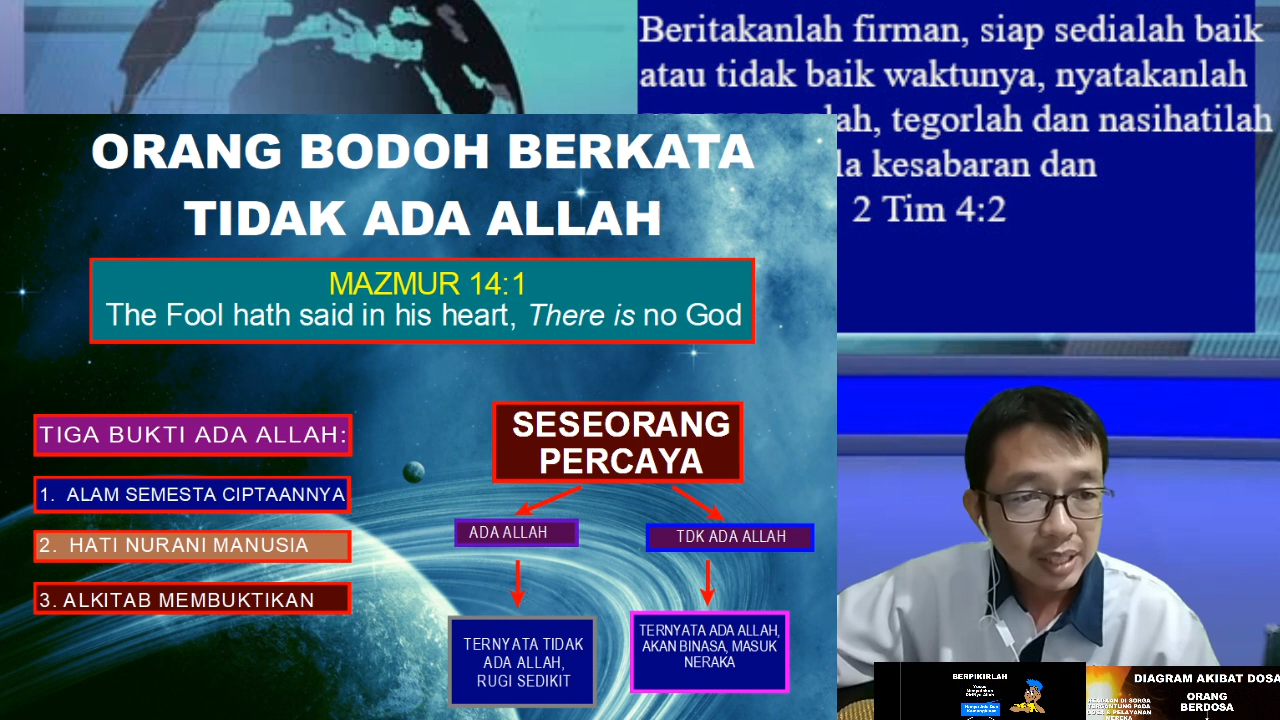 Beritakanlah firman, siap sedialah baik
atau tidak baik waktunya, nyatakanlah
ah, tegorlah dan nasihatilah
la kesabaran dan
2 Tim 4:2
ORANG BODOH BERKATA
TIDAK ADA ALLAH
MAZMUR 14:1
The Fool hath said in his heart, There is no God
TIGA BUKTI ADA ALLAH:
1. ALAM SEMESTA CIPTAANNYA
2. HATI NURANI MANUSIA
3. ALKITAB MEMBUKTIKAN
SESEORANG
PERCAYA
ADA ALLAH
TDK ADA ALLAH
TERNYATA TIDAK
ADA ALLAH,
RUGI SEDIKIT
TERNYATA ADA ALLAH,
AKAN BINASA, MASUK
NERAKA
BERPIKIRLAH
DIAGRAM AKIBAT DOSA
ORANG
BERDOSA
TERGANTUNG PADA
NERAKA